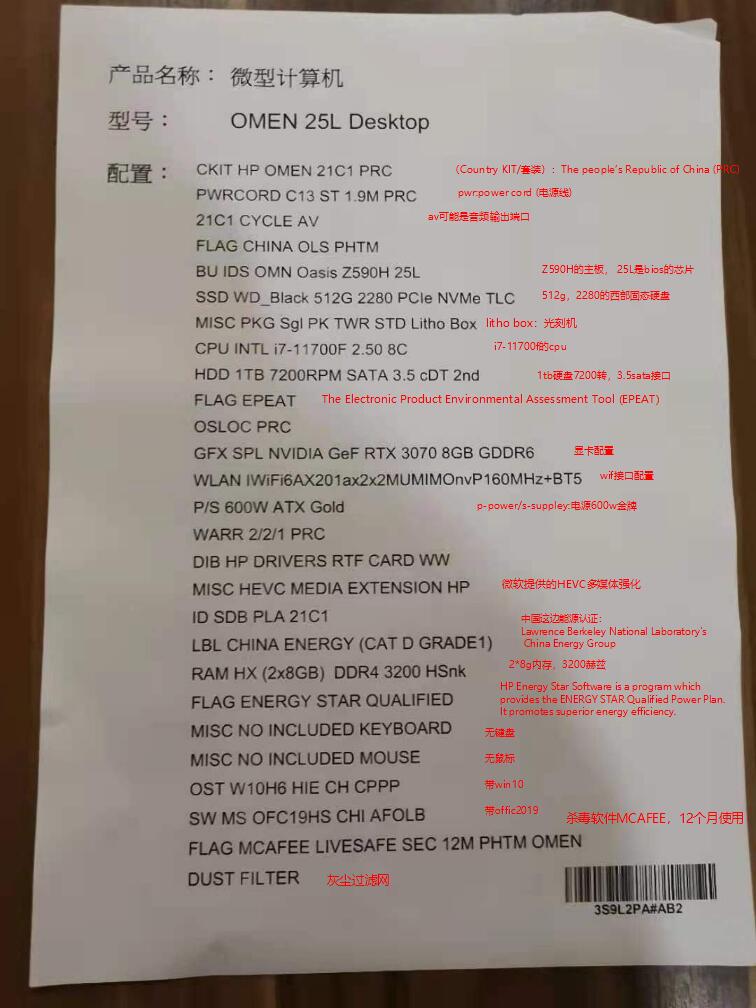 产品名称： 微型计算机
型号： OMEN 25L Desktop
配置： CKIT HP OMEN 21C1 PRC （Country KIT/套装）：The people's Republic of China (PRC)
PWRCORD C13 ST 1.9M PRC pwr:power cord (电源线)
21C1 CYCLE AV av可能是音频输出端口
FLAG CHINA OLS PHTM
BU IDS OMN Oasis Z590H 25L Z590H的主板， 25L是bios的芯片
SSD WD_Black 512G 2280 PCIe NVMe TLC 512g，2280的西部固态硬盘
MISC PKG Sgl PK TWR STD Litho Box litho box：光刻机
CPU INTL i7-11700F 2.50 8C i7-11700f的cpu
HDD 1TB 7200RPM SATA 3.5 cDT 2nd 1tb硬盘7200转，3.5sata接口
FLAG EPEAT The Electronic Product Environmental Assessment Tool (EPEAT)
OSLOC PRC
GFX SPL NVIDIA GeF RTX 3070 8GB GDDR6 显卡配置
WLAN IWiFi6AX201ax2x2MUMIMOnvP160MHz+BT5 wifi接口配置
P/S 600W ATX Gold p-power/s-suppley:电源600w金牌
WARR 2/2/1 PRC
DIB HP DRIVERS RTF CARD WW
MISC HEVC MEDIA EXTENSION HP 微软提供的HEVC多媒体强化
ID SDB PLA 21C1
中国这边能源认证：
LBL CHINA ENERGY (CAT D GRADE1) Lawrence Berkeley National Laboratory's
China Energy Group
RAM HX (2x8GB) DDR4 3200 HSnk 2*8g内存，3200赫兹
FLAG ENERGY STAR QUALIFIED HP Energy Star Software is a program which
provides the ENERGY STAR Qualified Power Plan.
It promotes superior energy efficiency.
MISC NO INCLUDED KEYBOARD 无键盘
MISC NO INCLUDED MOUSE 无鼠标
OST W10H6 HIE CH CPPP 带win10
SW MS OFC19HS CHI AFOLB 带offic2019
FLAG MCAFEE LIVESAFE SEC 12M PHTM OMEN 杀毒软件MCAFEE，12个月使用
DUST FILTER 灰尘过滤网
3S9L2PA#AB2